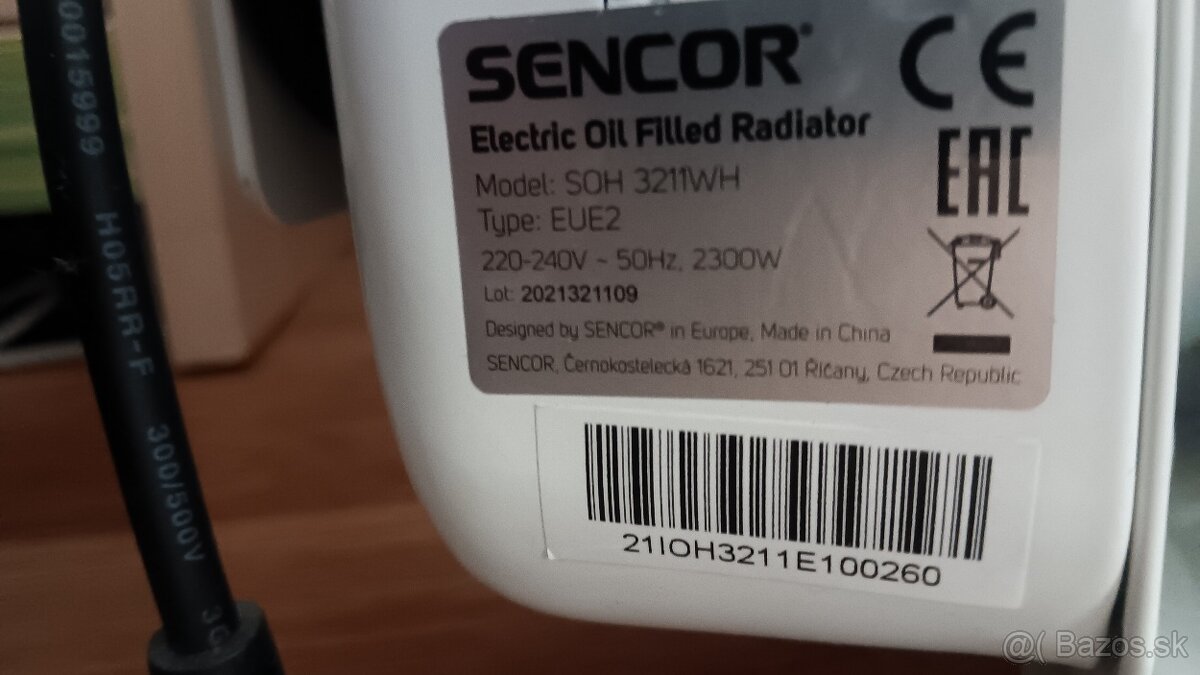 SENCOR®
CE
Electric Oil Filled Radiator
EAC
Model: SOH 3211WH
Type: EUE2
220-240V ~ 50Hz, 2300W
Lot: 2021321109
Designed by SENCOR® in Europe, Made in China
SENCOR, Černokostelecká 1621, 251 01 Říčany, Czech Republic
21IOH3211E100260
0015999 H05RR-F 300/500V
@( Bazos.sk